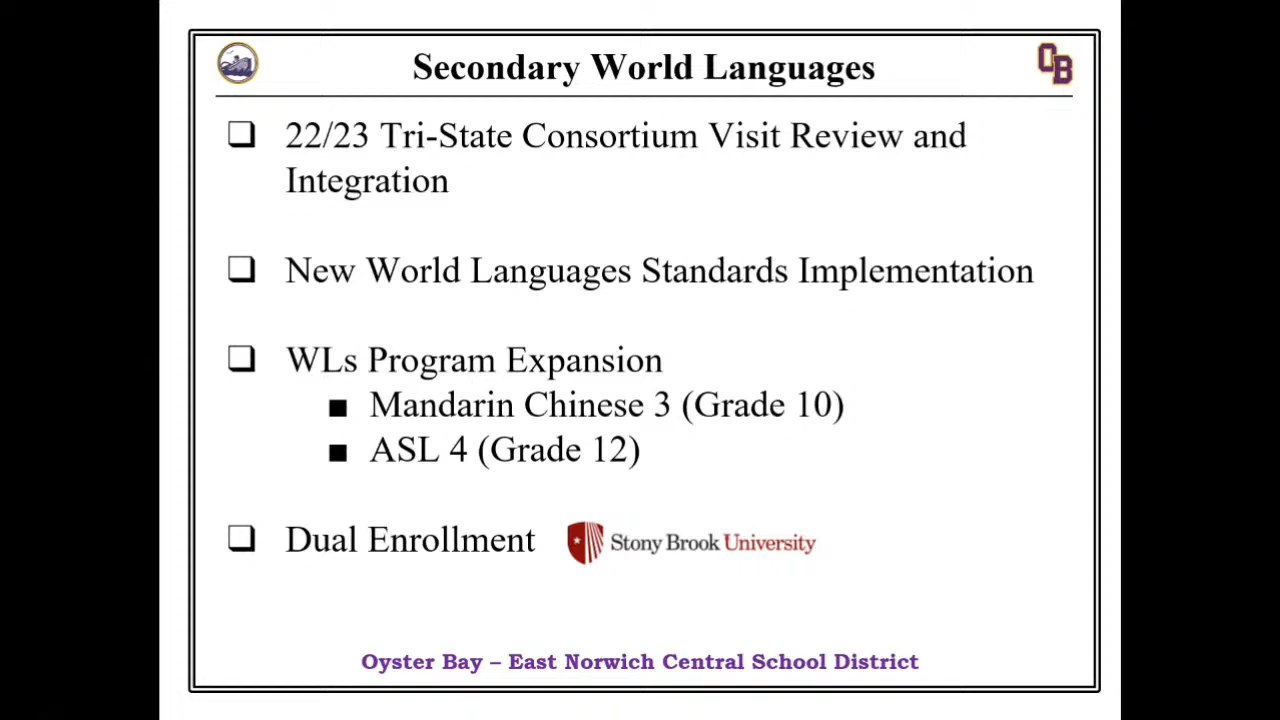 OB
Secondary World Languages
❑ 22/23 Tri-State Consortium Visit Review and
Integration
❑ New World Languages Standards Implementation
❑ WLs Program Expansion
■ Mandarin Chinese 3 (Grade 10)
■ ASL 4 (Grade 12)
❑ Dual Enrollment Stony Brook University
Oyster Bay – East Norwich Central School District